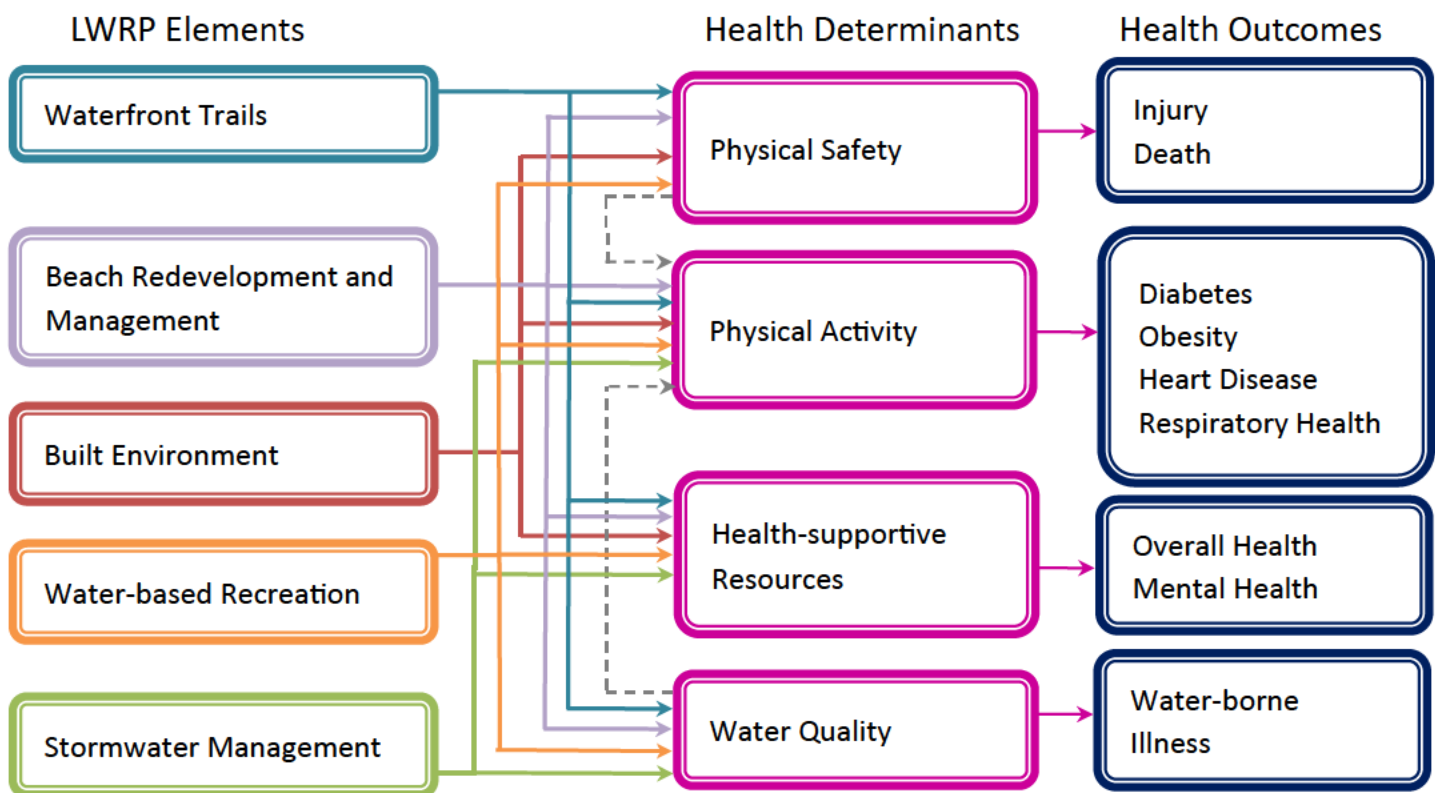 LWRP Elements
Health Determinants
Health Outcomes
Waterfront Trails
Beach Redevelopment and
Management
Built Environment
Water-based Recreation
Stormwater Management
Physical Safety
Physical Activity
Health-supportive
Resources
Water Quality
Injury
Death
Diabetes
Obesity
Heart Disease
Respiratory Health
Overall Health
Mental Health
Water-borne
Illness